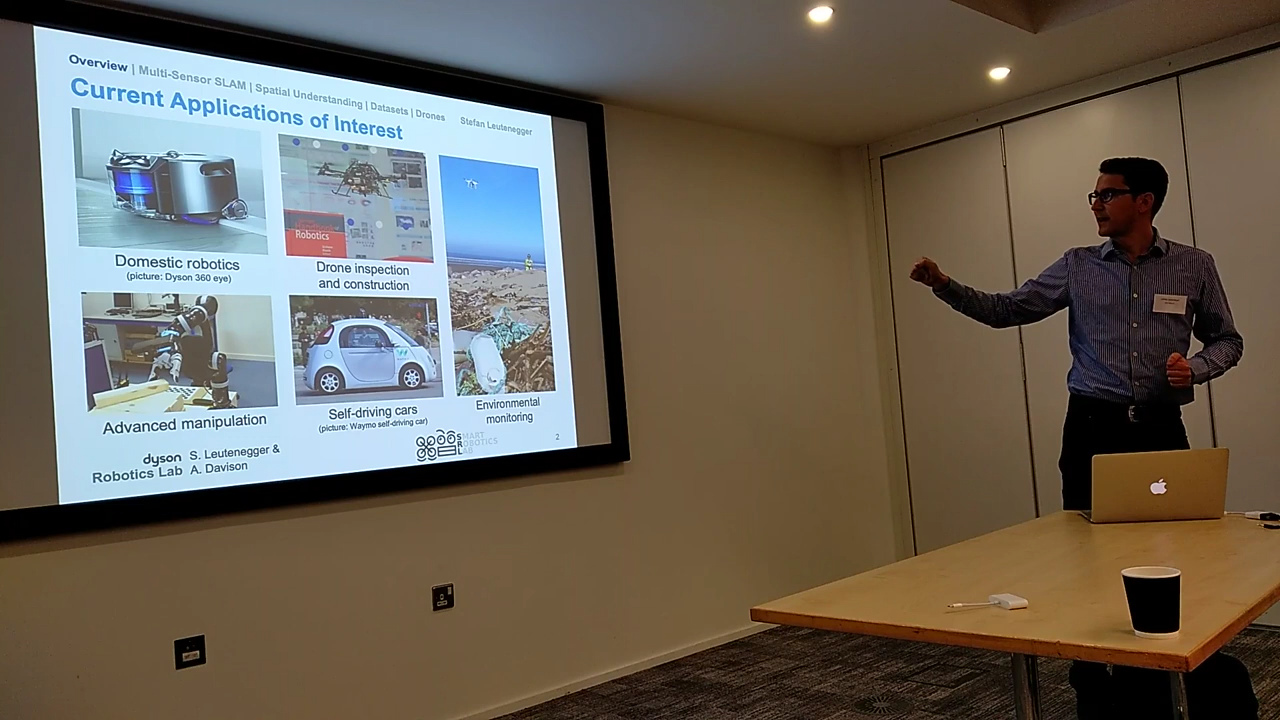 Overview | Multi-Sensor SLAM | Spatial Understanding | Datasets | Drones
Stefan Leutenegger
Current Applications of Interest
Robotics
Domestic robotics
(picture: Dyson 360 eye)
Drone inspection
and construction
Advanced manipulation
Self-driving cars
(picture: Waymo self-driving car)
Environmental
monitoring
dyson
Robotics Lab
S. Leutenegger &
A. Davison
SMART
ROBOTICS
LAB
2